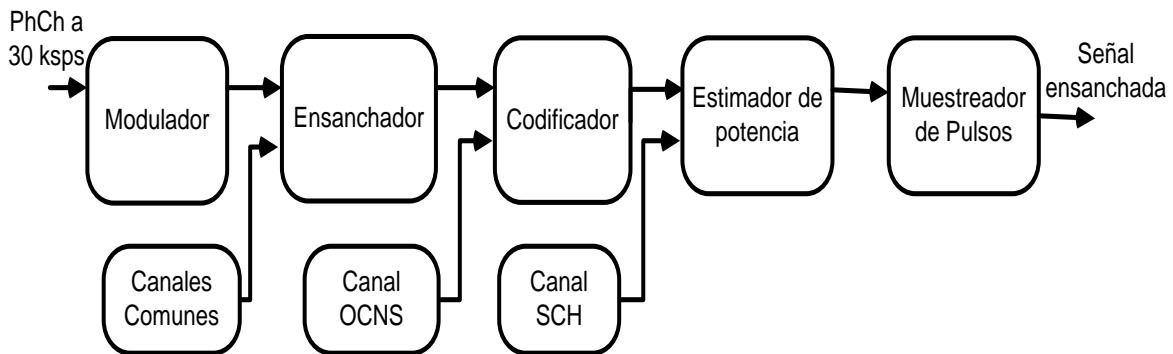 PhCh a
30 ksps
Modulador
Ensanchador
Codificador
Estimador de
potencia
Muestreador
de Pulsos
Señal
ensanchada
Canales
Comunes
Canal
OCNS
Canal
SCH